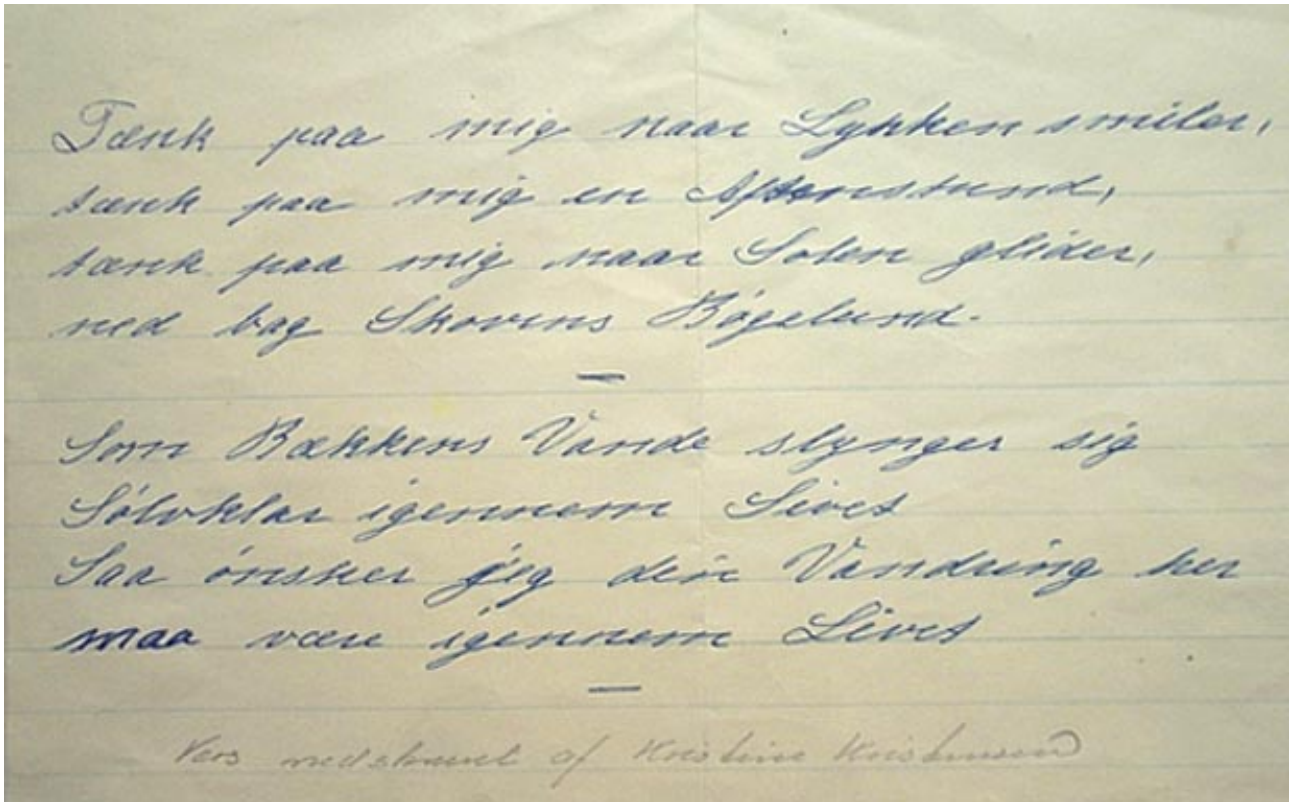 Tænk paa mig naar Lykken smiler,
tænk paa mig en Aftenstund,
tænk paa mig naar Solen glider,
ned bag Skovens Bøgelund.
Som Bækkens Vande slynger sig
Sølvklar igennem Sivet
Saa ønsker jeg din Vandring her
maa være igennem Livet
Vers nedskrevet af Kristine Kristensen